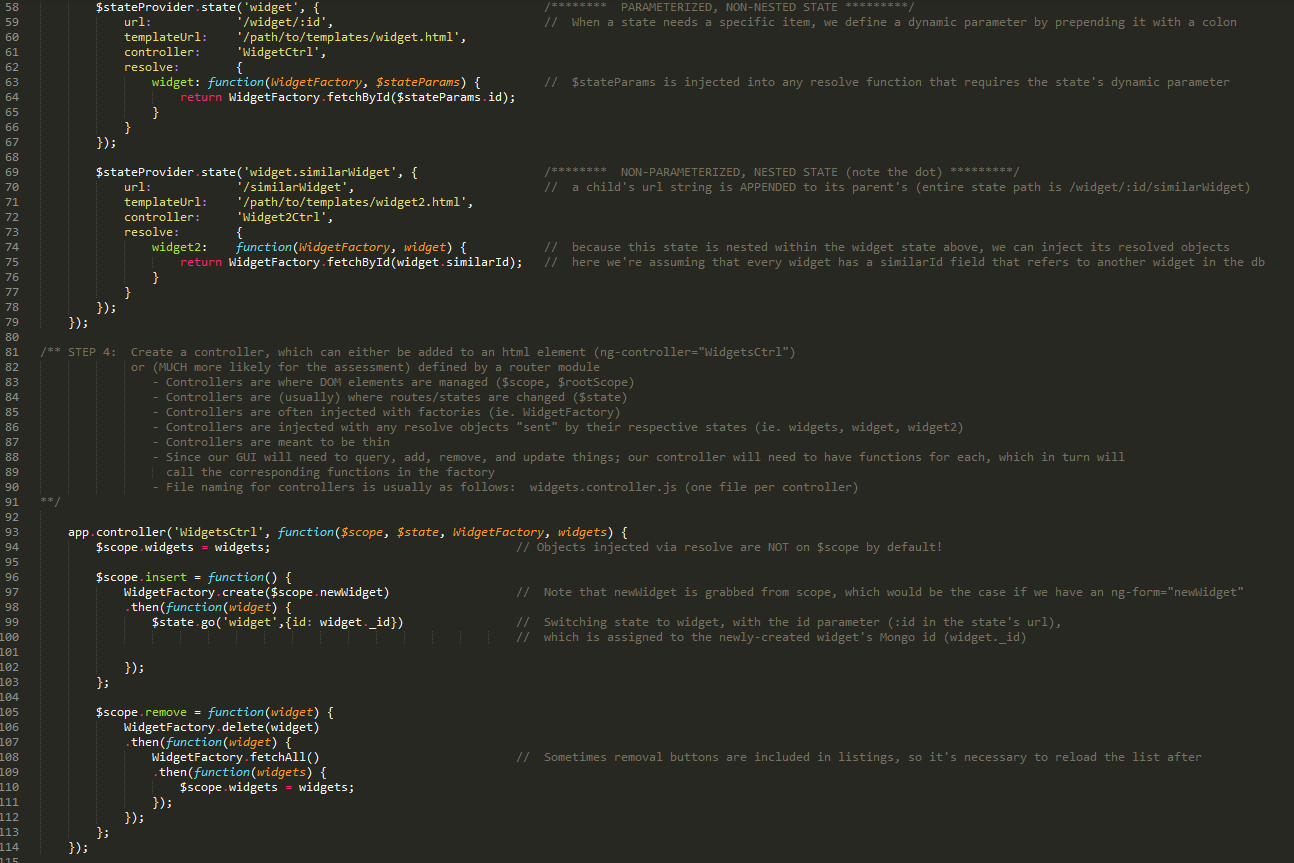 58 $stateProvider.state('widget', { /******** PARAMETERIZED, NON-NESTED STATE *********/
59 url: '/widget/:id', // When a state needs a specific item, we define a dynamic parameter by prepending it with a colon
60 templateUrl: '/path/to/templates/widget.html',
61 controller: 'WidgetCtrl',
62 resolve: {
63 widget: function(WidgetFactory, $stateParams) { // $stateParams is injected into any resolve function that requires the state's dynamic parameter
64 return WidgetFactory.fetchById($stateParams.id);
65 }
66 }
67 });
68
69 $stateProvider.state('widget.similarWidget', { /******** NON-PARAMETERIZED, NESTED STATE (note the dot) *********/
70 url: '/similarWidget', // a child's url string is APPENDED to its parent's (entire state path is /widget/:id/similarWidget)
71 templateUrl: '/path/to/templates/widget2.html',
72 controller: 'Widget2Ctrl',
73 resolve: {
74 widget2: function(WidgetFactory, widget) { // because this state is nested within the widget state above, we can inject its resolved objects
75 return WidgetFactory.fetchById(widget.similarId); // here we're assuming that every widget has a similarId field that refers to another widget in the db
76 }
77 }
78 });
79 });
80
81 /** STEP 4: Create a controller, which can either be added to an html element (ng-controller="WidgetsCtrl")
82 or (MUCH more likely for the assessment) defined by a router module
83 - Controllers are where DOM elements are managed ($scope, $rootScope)
84 - Controllers are (usually) where routes/states are changed ($state)
85 - Controllers are often injected with factories (ie. WidgetFactory)
86 - Controllers are injected with any resolve objects "sent" by their respective states (ie. widgets, widget, widget2)
87 - Controllers are meant to be thin
88 - Since our GUI will need to query, add, remove, and update things; our controller will need to have functions for each, which in turn will
89 call the corresponding functions in the factory
90 - File naming for controllers is usually as follows: widgets.controller.js (one file per controller)
91 **/
92
93 app.controller('WidgetsCtrl', function($scope, $state, WidgetFactory, widgets) {
94 $scope.widgets = widgets; // Objects injected via resolve are NOT on $scope by default!
95
96 $scope.insert = function() {
97 WidgetFactory.create($scope.newWidget) // Note that newWidget is grabbed from scope, which would be the case if we have an ng-form="newWidget"
98 .then(function(widget) {
99 $state.go('widget',{id: widget._id}) // Switching state to widget, with the id parameter (:id in the state's url),
100 // which is assigned to the newly-created widget's Mongo id (widget._id)
101
102 });
103 };
104
105 $scope.remove = function(widget) {
106 WidgetFactory.delete(widget)
107 .then(function(widget) {
108 WidgetFactory.fetchAll() // Sometimes removal buttons are included in listings, so it's necessary to reload the list after
109 .then(function(widgets) {
110 $scope.widgets = widgets;
111 });
112 });
113 };
114 });
115